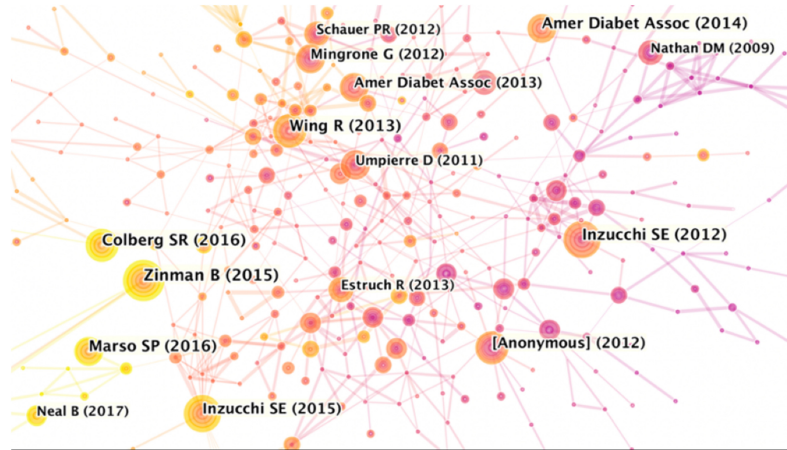 Schauer PR (2012)
Amer Diabet Assoc (2014)
Nathan DM (2009)
Mingrone G (2012)
Amer Diabet Assoc (2013)
Wing R (2013)
Umpierre D (2011)
Colberg SR (2016)
Inzucchi SE (2012)
Zinman B (2015)
Estruch R (2013)
Marso SP (2016)
[Anonymous] (2012)
Neal B (2017)
Inzucchi SE (2015)